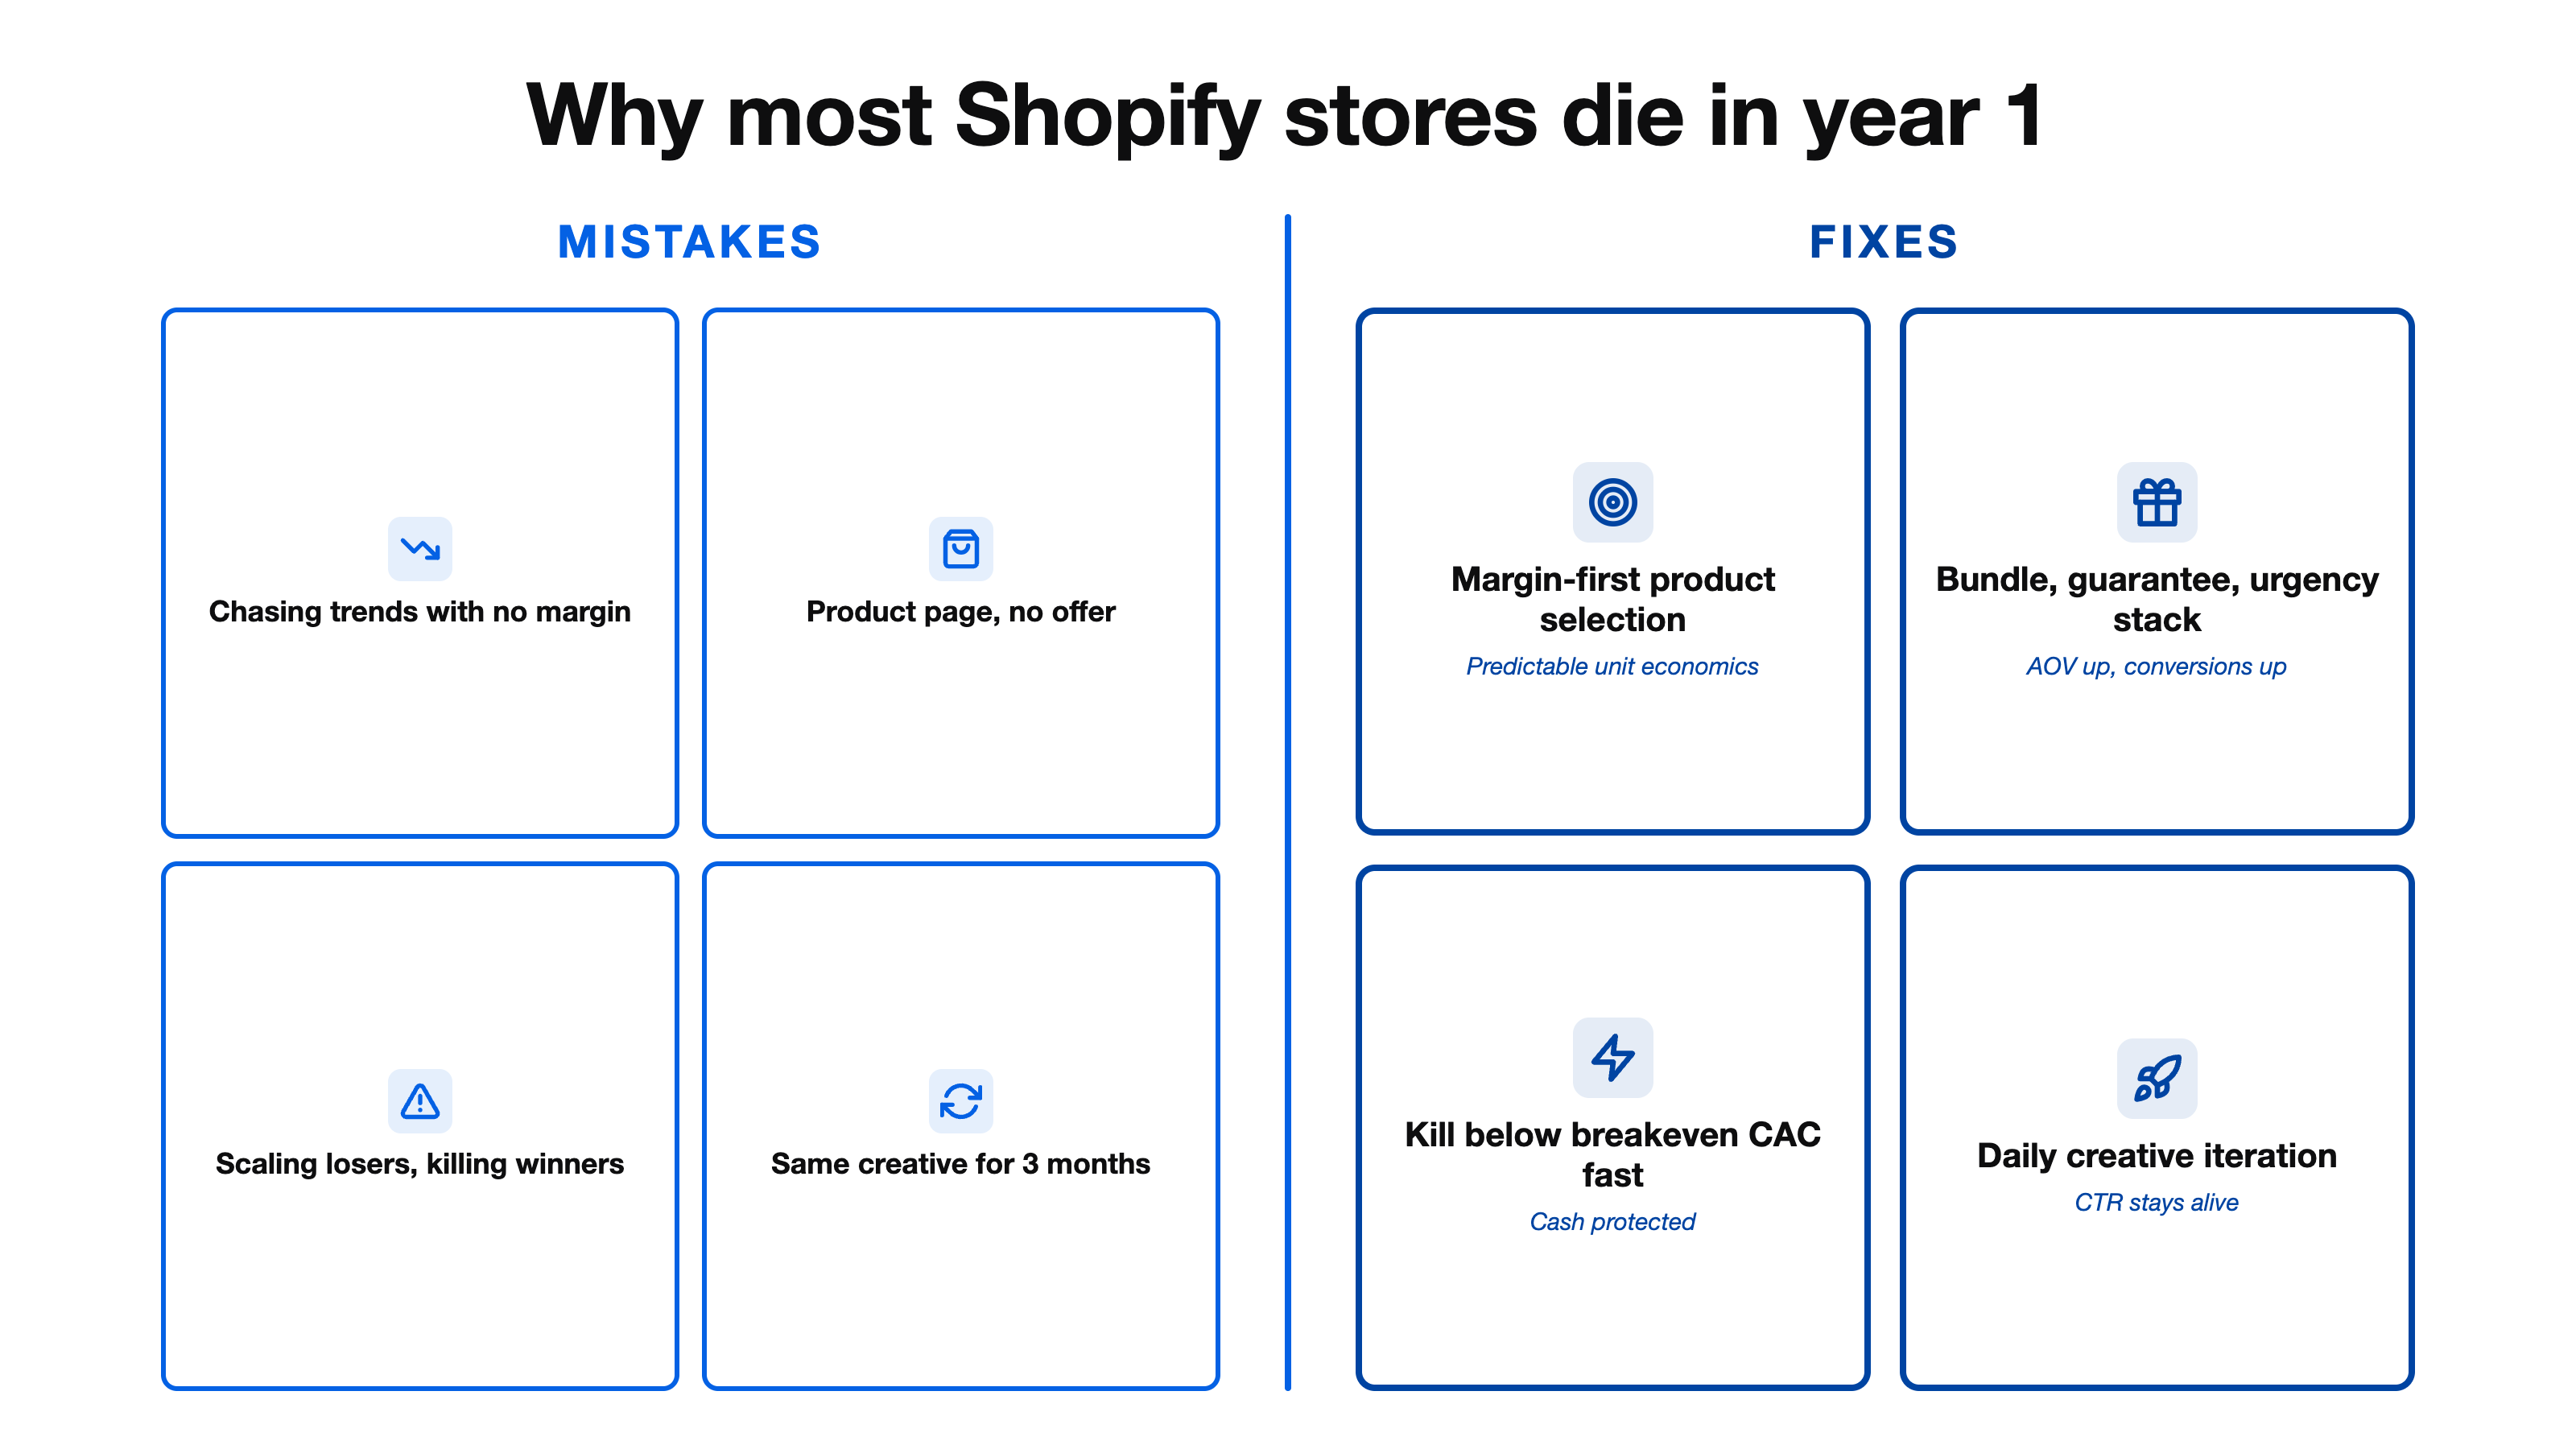 Why most Shopify stores die in year 1
MISTAKES
Chasing trends with no margin
Product page, no offer
Scaling losers, killing winners
Same creative for 3 months
FIXES
Margin-first product
selection
Predictable unit economics
Bundle, guarantee, urgency
stack
AOV up, conversions up
Kill below breakeven CAC
fast
Cash protected
Daily creative iteration
CTR stays alive